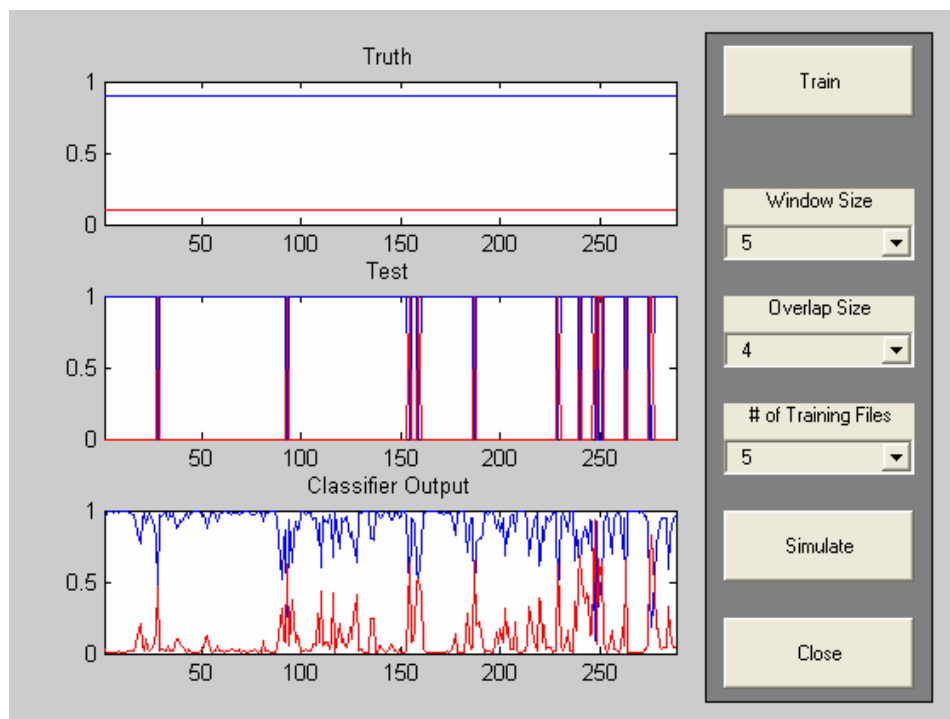 Truth
1
0.5
0
50 100 150 200 250
Test
1
0.5
0
50 100 150 200 250
Classifier Output
1
0.5
0
50 100 150 200 250
Train
Window Size
5
Overlap Size
4
# of Training Files
5
Simulate
Close